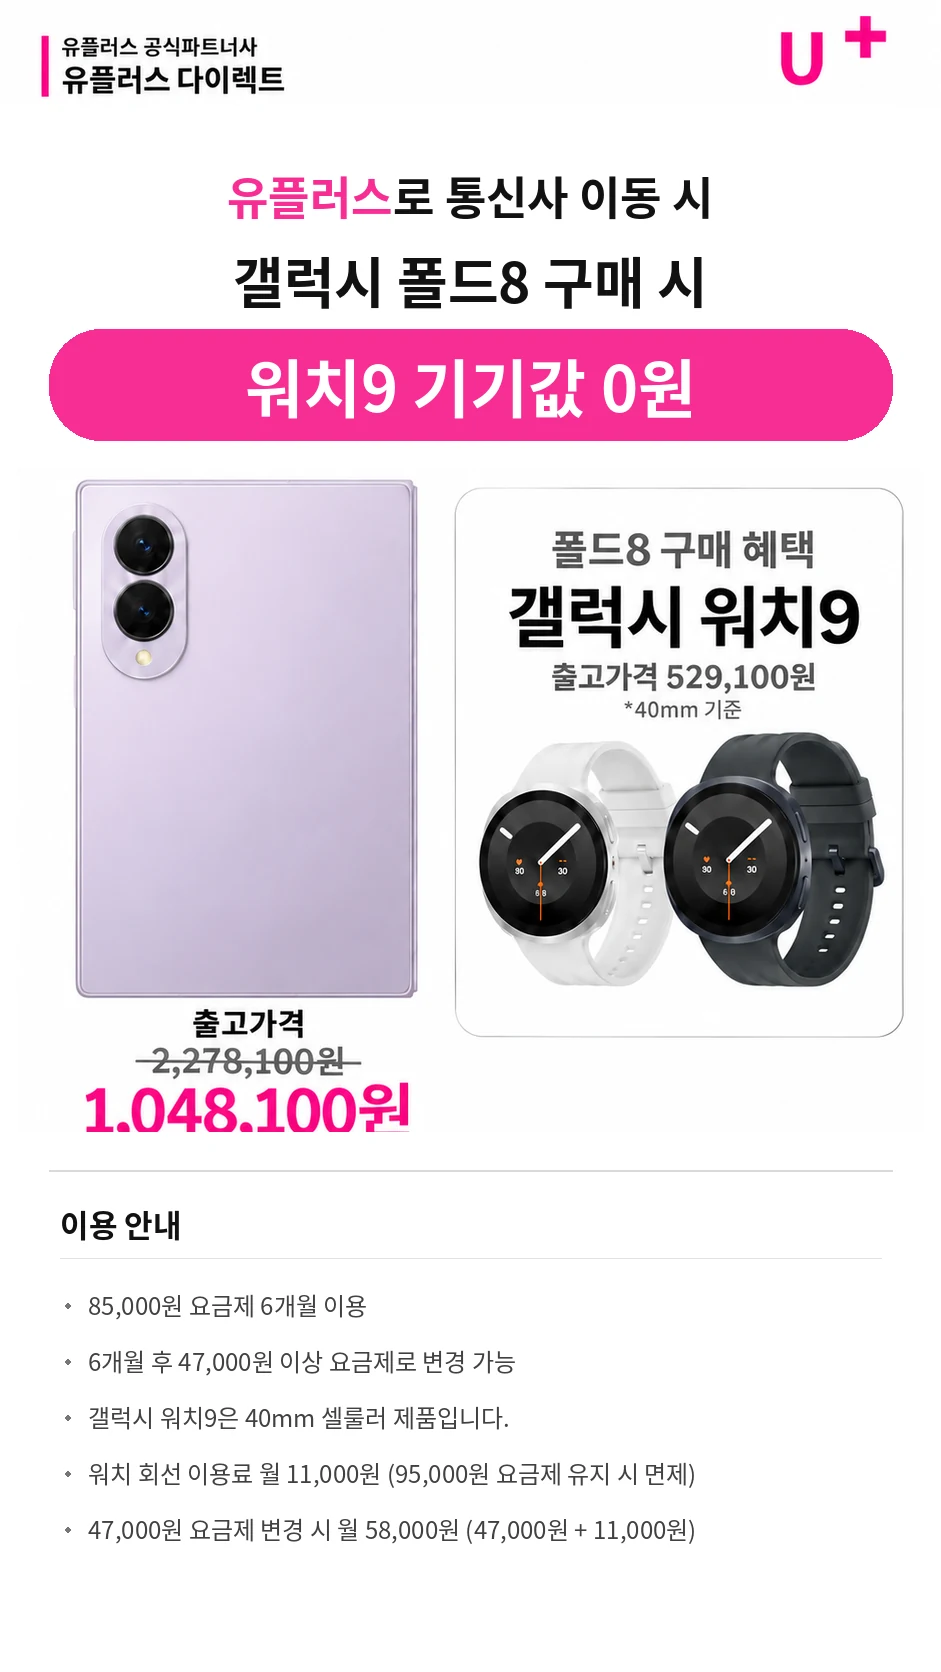 유플러스 공식파트너사
유플러스 다이렉트
U+
유플러스로 통신사 이동 시
갤럭시 폴드8 구매 시
워치9 기기값 0원
폴드8 구매 혜택
갤럭시 워치9
출고가격 529,100원
*40mm 기준
90 30
68
90 30
68
출고가격
2,278,100원
1,048,100원
이용 안내
• 85,000원 요금제 6개월 이용
• 6개월 후 47,000원 이상 요금제로 변경 가능
• 갤럭시 워치9은 40mm 셀룰러 제품입니다.
• 워치 회선 이용료 월 11,000원 (95,000원 요금제 유지 시 면제)
• 47,000원 요금제 변경 시 월 58,000원 (47,000원 + 11,000원)